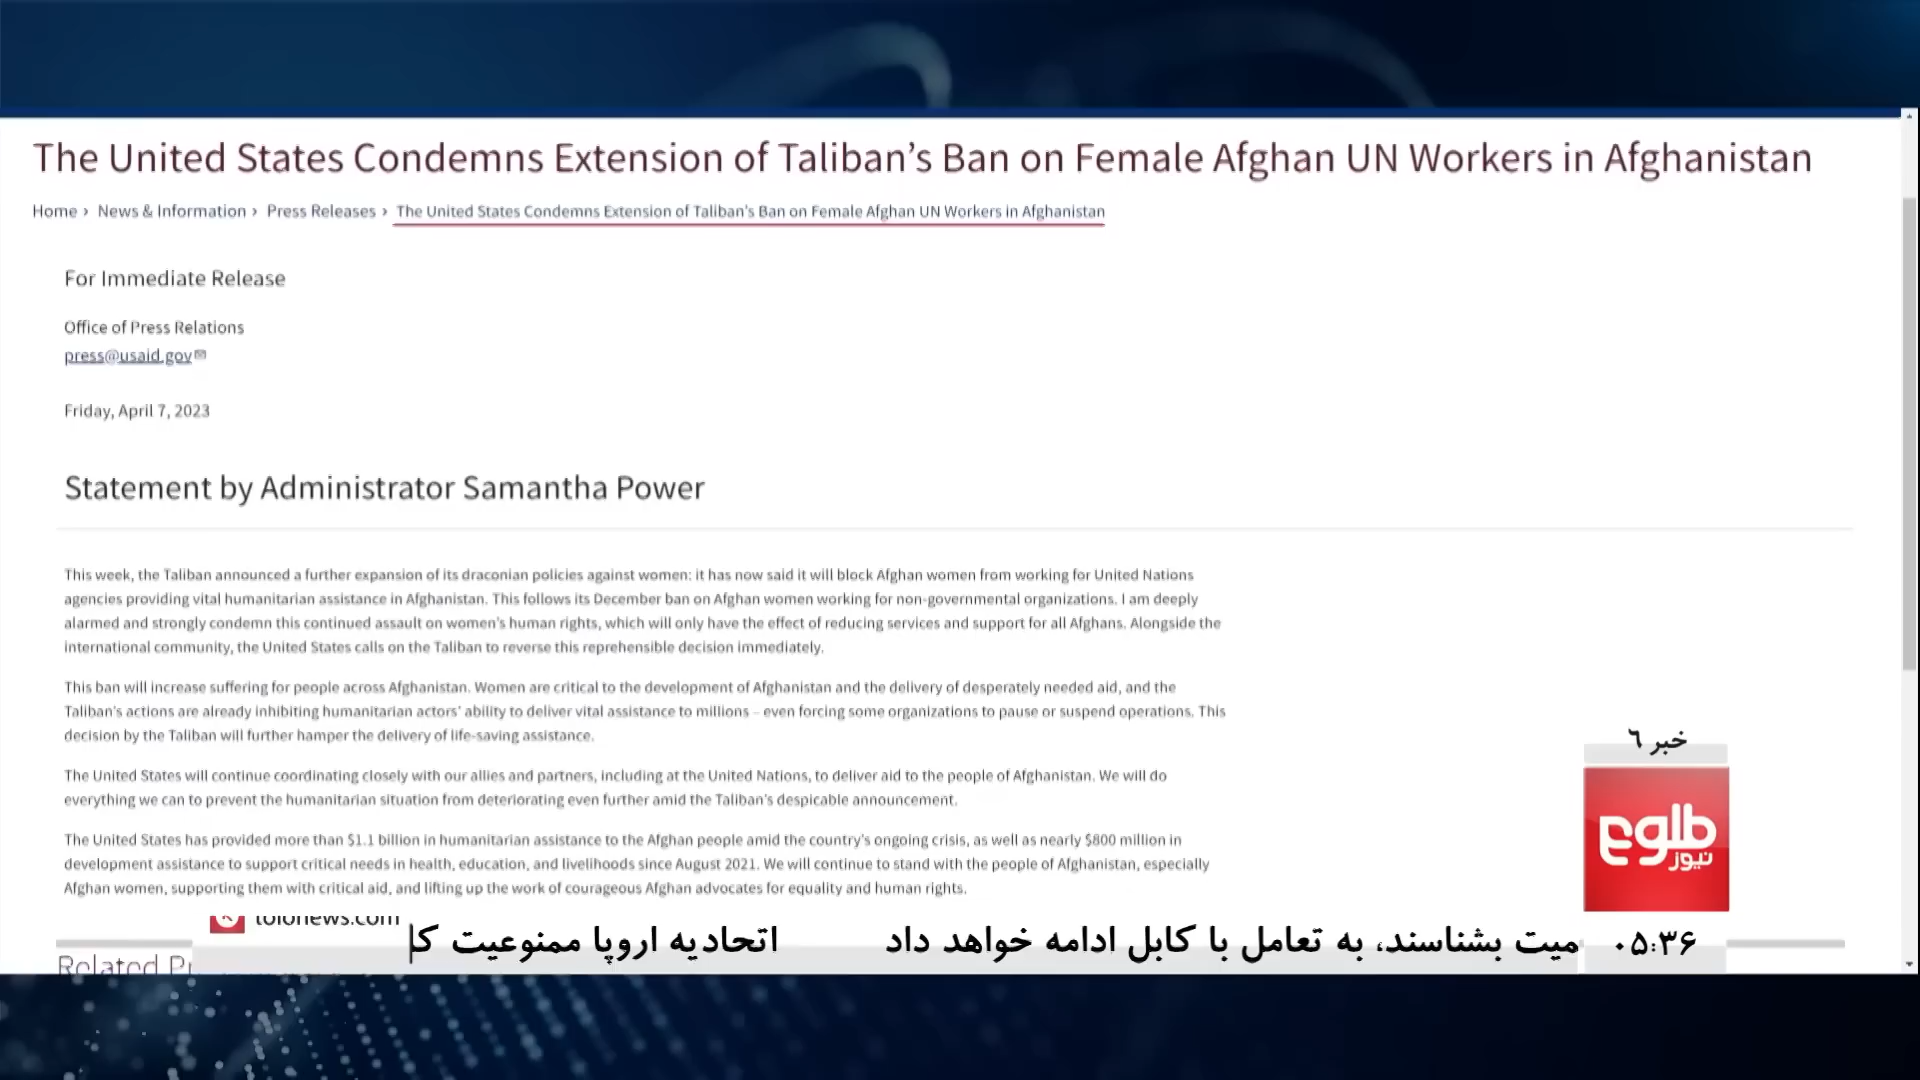 The United States Condemns Extension of Taliban’s Ban on Female Afghan UN Workers in Afghanistan
Home › News & Information › Press Releases › The United States Condemns Extension of Taliban's Ban on Female Afghan UN Workers in Afghanistan
For Immediate Release
Office of Press Relations
press@usaid.gov
Friday, April 7, 2023
Statement by Administrator Samantha Power
This week, the Taliban announced a further expansion of its draconian policies against women: it has now said it will block Afghan women from working for United Nations
agencies providing vital humanitarian assistance in Afghanistan. This follows its December ban on Afghan women working for non-governmental organizations. I am deeply
alarmed and strongly condemn this continued assault on women's human rights, which will only have the effect of reducing services and support for all Afghans. Alongside the
international community, the United States calls on the Taliban to reverse this reprehensible decision immediately.
This ban will increase suffering for people across Afghanistan. Women are critical to the development of Afghanistan and the delivery of desperately needed aid, and the
Taliban's actions are already inhibiting humanitarian actors' ability to deliver vital assistance to millions – even forcing some organizations to pause or suspend operations. This
decision by the Taliban will further hamper the delivery of life-saving assistance.
The United States will continue coordinating closely with our allies and partners, including at the United Nations, to deliver aid to the people of Afghanistan. We will do
everything we can to prevent the humanitarian situation from deteriorating even further amid the Taliban's despicable announcement.
The United States has provided more than $1.1 billion in humanitarian assistance to the Afghan people amid the country's ongoing crisis, as well as nearly $800 million in
development assistance to support critical needs in health, education, and livelihoods since August 2021. We will continue to stand with the people of Afghanistan, especially
Afghan women, supporting them with critical aid, and lifting up the work of courageous Afghan advocates for equality and human rights.
خبر ٦
طلوع
نیوز
tolonews.com
۰۵:۳۶
میت بشناسند، به تعامل با کابل ادامه خواهد داد
اتحادیه اروپا ممنوعیت کا
Related